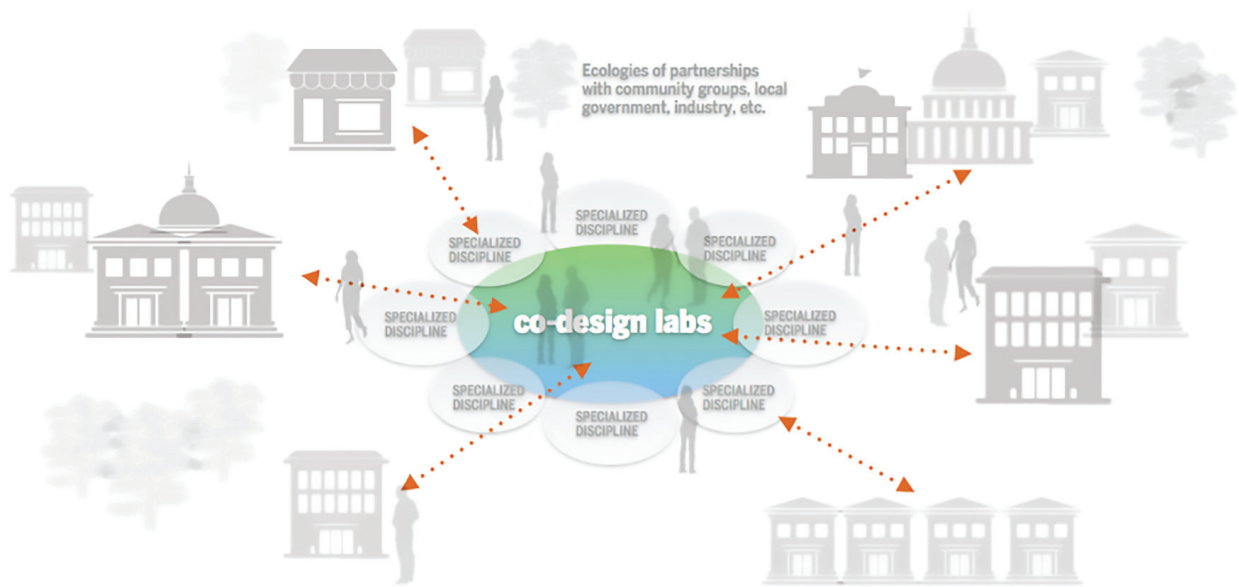 Ecologies of partnerships
with community groups, local
government, industry, etc.
SPECIALIZED
DISCIPLINE
SPECIALIZED
DISCIPLINE
SPECIALIZED
DISCIPLINE
SPECIALIZED
DISCIPLINE
co-design labs
SPECIALIZED
DISCIPLINE
SPECIALIZED
DISCIPLINE
SPECIALIZED
DISCIPLINE
SPECIALIZED
DISCIPLINE